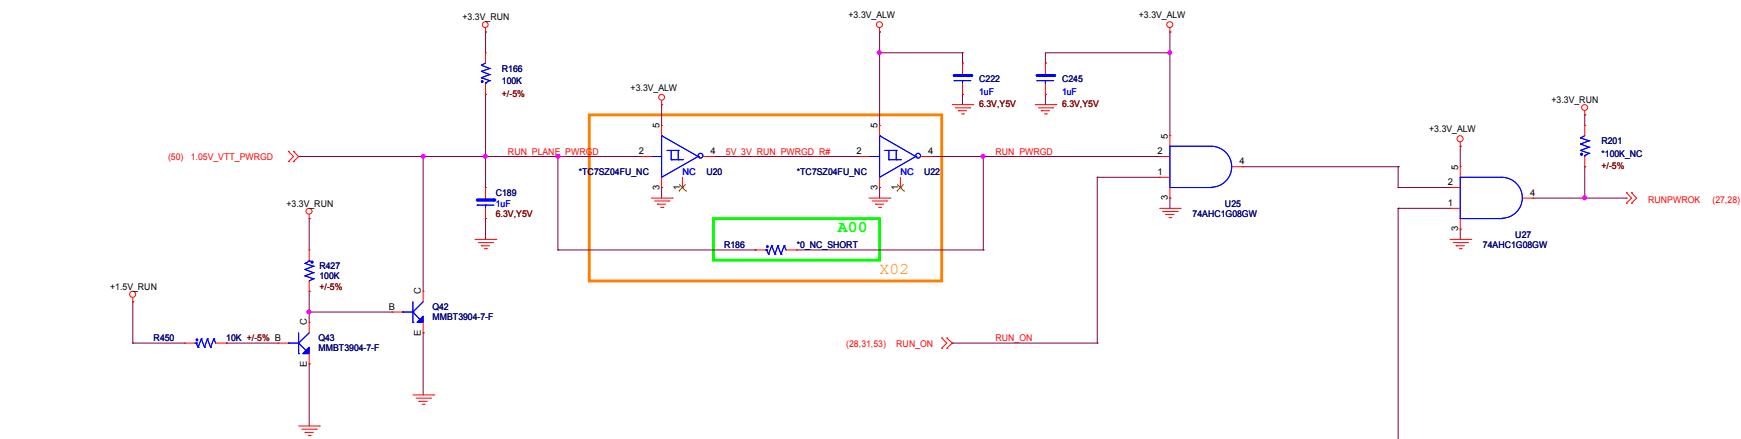 +3.3V_RUN
+3.3V_ALW
+3.3V_ALW
R166
100K
+/-5%
C222
1uF
6.3V,Y5V
C245
1uF
6.3V,Y5V
+3.3V_ALW
+3.3V_RUN
+3.3V_ALW
R201
*100K_NC
+/-5%
5
5
5
5
(50) 1.05V_VTT_PWRGD
RUN_PLANE_PWRGD
2
4
5V_3V_RUN_PWRGD_R#
2
4
RUN_PWRGD
2
1
4
*TC7SZ04FU_NC
NC
U20
3
1
*TC7SZ04FU_NC
NC
U22
3
1
3
U25
74AHC1G08GW
2
1
4
3
U27
74AHC1G08GW
RUNPWROK (27,28)
C189
1uF
6.3V,Y5V
+3.3V_RUN
A00
R186
*0_NC_SHORT
X02
R427
100K
+/-5%
+1.5V_RUN
B
C
E
Q42
MMBT3904-7-F
R450
10K +/-5%
B
C
E
Q43
MMBT3904-7-F
(28,31,53) RUN_ON
RUN_ON